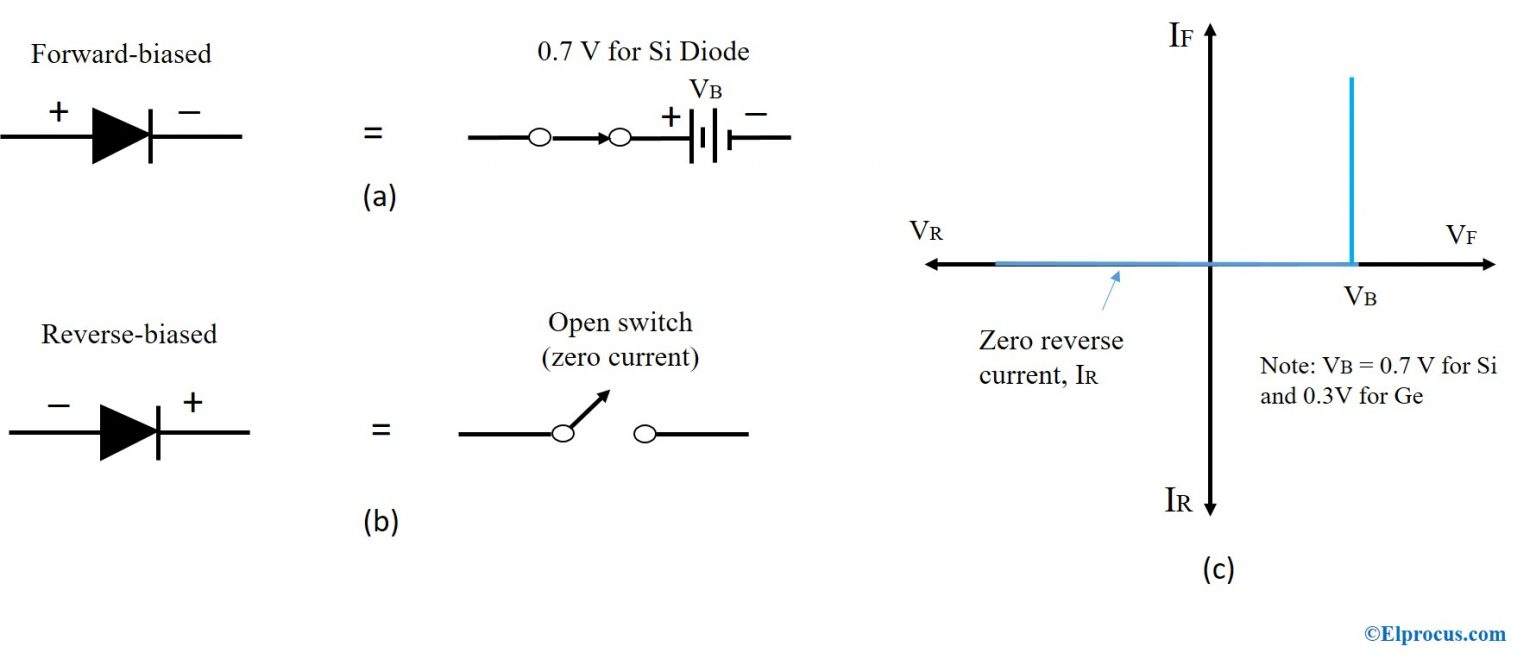 Forward-biased
+ −
=
0.7 V for Si Diode
VB
+ −
(a)
Reverse-biased
− +
=
Open switch
(zero current)
(b)
IF
VR
VF
VB
Zero reverse
current, IR
Note: VB = 0.7 V for Si
and 0.3V for Ge
IR
(c)
©Elprocus.com